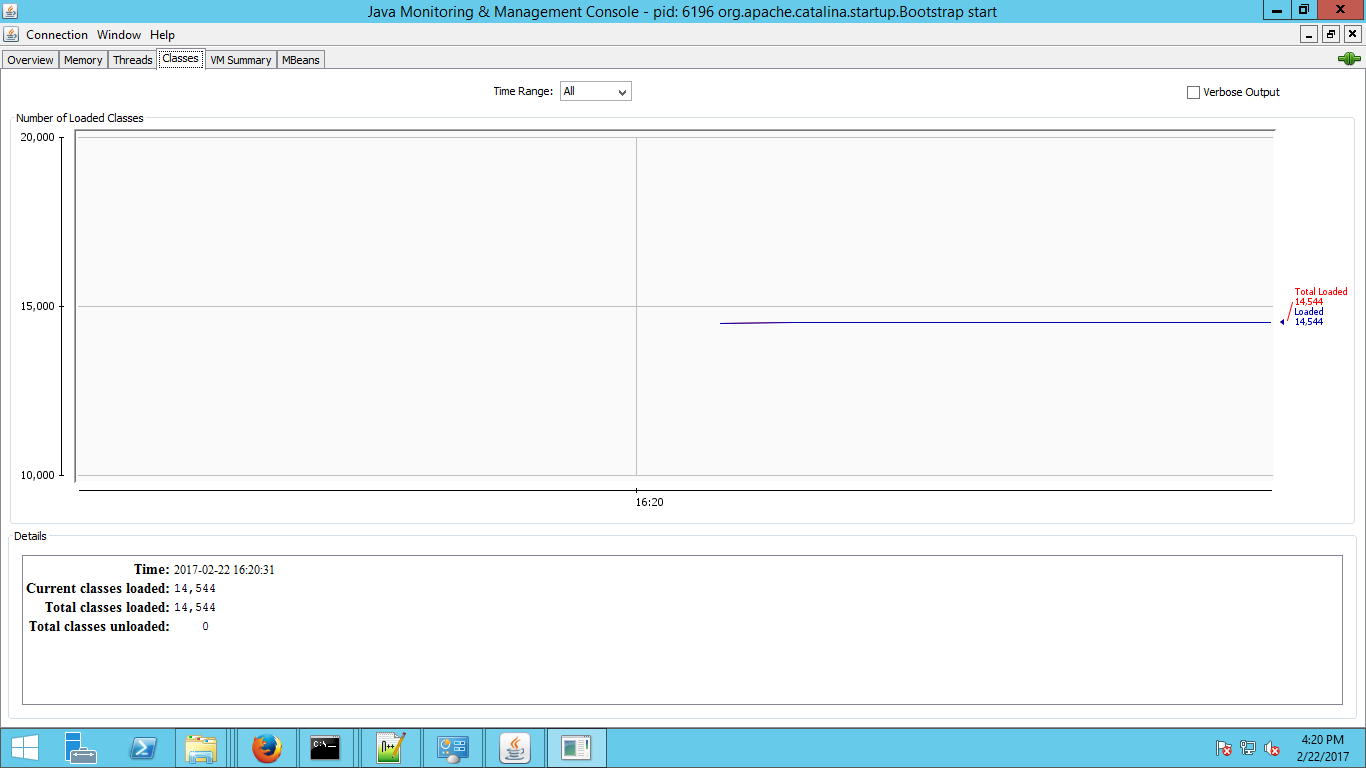 Java Monitoring & Management Console - pid: 6196 org.apache.catalina.startup.Bootstrap start
Connection Window Help
Overview Memory Threads Classes VM Summary MBeans
Time Range: All Verbose Output
Number of Loaded Classes
20,000
15,000
10,000
16:20
Total Loaded
14,544
Loaded
14,544
Details
Time: 2017-02-22 16:20:31
Current classes loaded: 14,544
Total classes loaded: 14,544
Total classes unloaded: 0
C:\_
n++
4:20 PM
2/22/2017